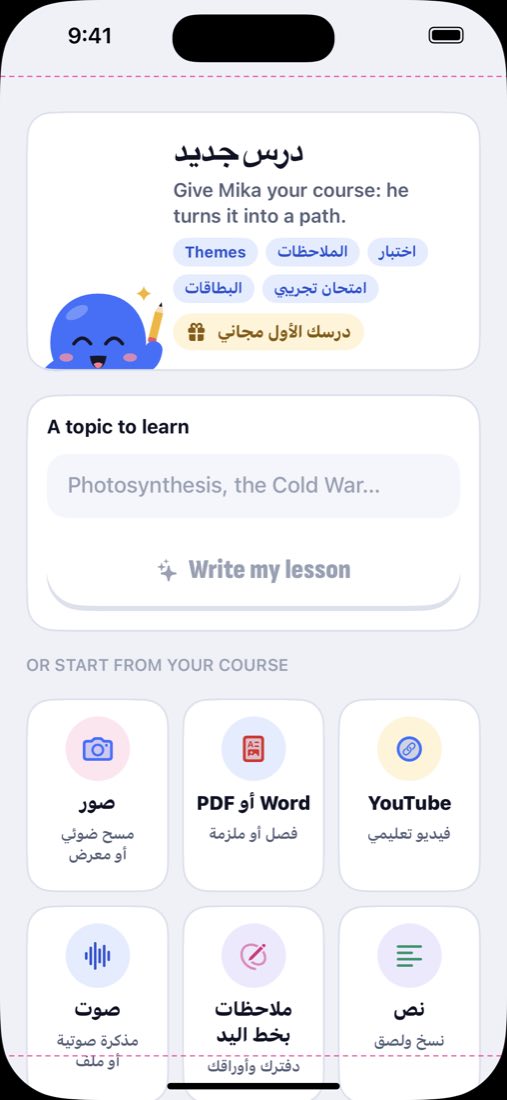 9:41
درس جديد
Give Mika your course: he
turns it into a path.
Themes الملاحظات اختبار
البطاقات امتحان تجريبي
درسك الأول مجاني
A topic to learn
Photosynthesis, the Cold War...
Write my lesson
OR START FROM YOUR COURSE
صور
مسح ضوئي
أو معرض
PDF أو Word
فصل أو ملزمة
YouTube
فيديو تعليمي
صوت
مذكرة صوتية
أو ملف
ملاحظات
بخط اليد
دفترك وأوراقك
نص
نسخ ولصق